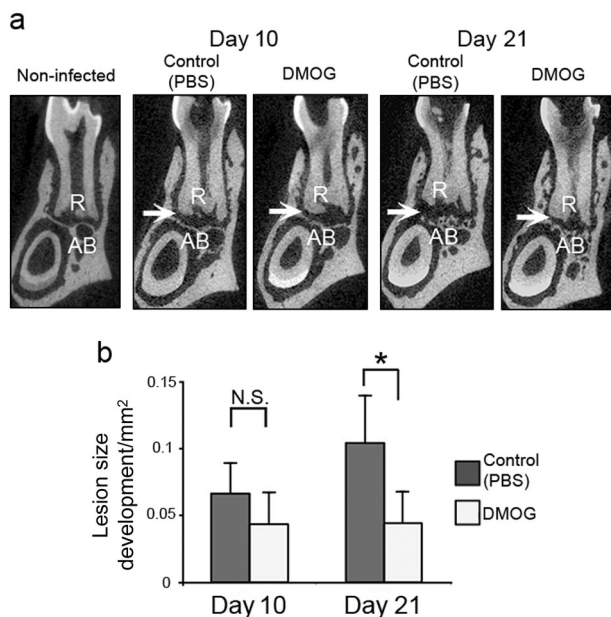 a
Day 10
Day 21
Non-infected
Control
(PBS)
DMOG
Control
(PBS)
DMOG
R
AB
R
AB
R
AB
R
AB
R
AB
b
Lesion size
development/mm²
0.15
0.1
0.05
0
N.S.
*
Control
(PBS)
DMOG
Day 10
Day 21